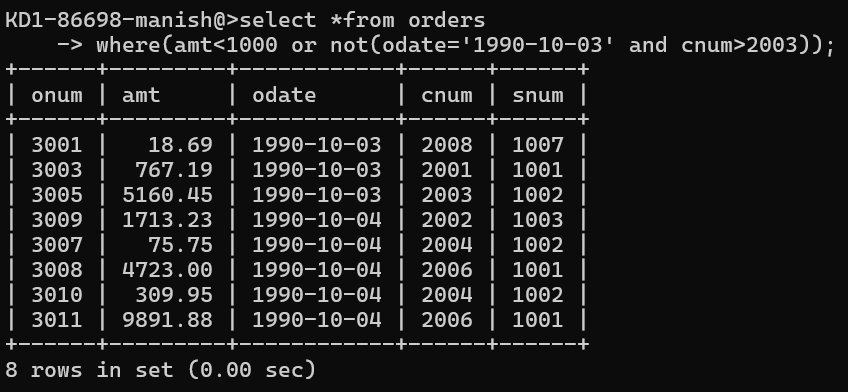 KD1-86698-manish@>select *from orders
    -> where(amt<1000 or not(odate='1990-10-03' and cnum>2003));
+------+---------+------------+------+------+
| onum | amt     | odate      | cnum | snum |
+------+---------+------------+------+------+
| 3001 |   18.69 | 1990-10-03 | 2008 | 1007 |
| 3003 |  767.19 | 1990-10-03 | 2001 | 1001 |
| 3005 | 5160.45 | 1990-10-03 | 2003 | 1002 |
| 3009 | 1713.23 | 1990-10-04 | 2002 | 1003 |
| 3007 |   75.75 | 1990-10-04 | 2004 | 1002 |
| 3008 | 4723.00 | 1990-10-04 | 2006 | 1001 |
| 3010 |  309.95 | 1990-10-04 | 2004 | 1002 |
| 3011 | 9891.88 | 1990-10-04 | 2006 | 1001 |
+------+---------+------------+------+------+
8 rows in set (0.00 sec)